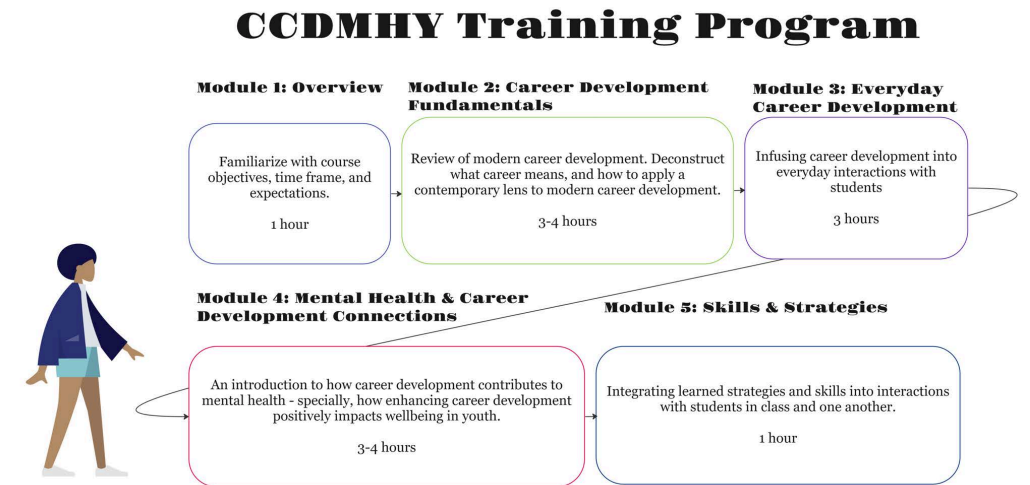 CCDMHY Training Program
Module 1: Overview
Familiarize with course
objectives, time frame, and
expectations.
1 hour
Module 2: Career Development
Fundamentals
Review of modern career development. Deconstruct
what career means, and how to apply a
contemporary lens to modern career development.
3-4 hours
Module 3: Everyday
Career Development
Infusing career development into
everyday interactions with
students
3 hours
Module 4: Mental Health & Career
Development Connections
An introduction to how career development contributes to
mental health - specially, how enhancing career development
positively impacts wellbeing in youth.
3-4 hours
Module 5: Skills & Strategies
Integrating learned strategies and skills into interactions
with students in class and one another.
1 hour